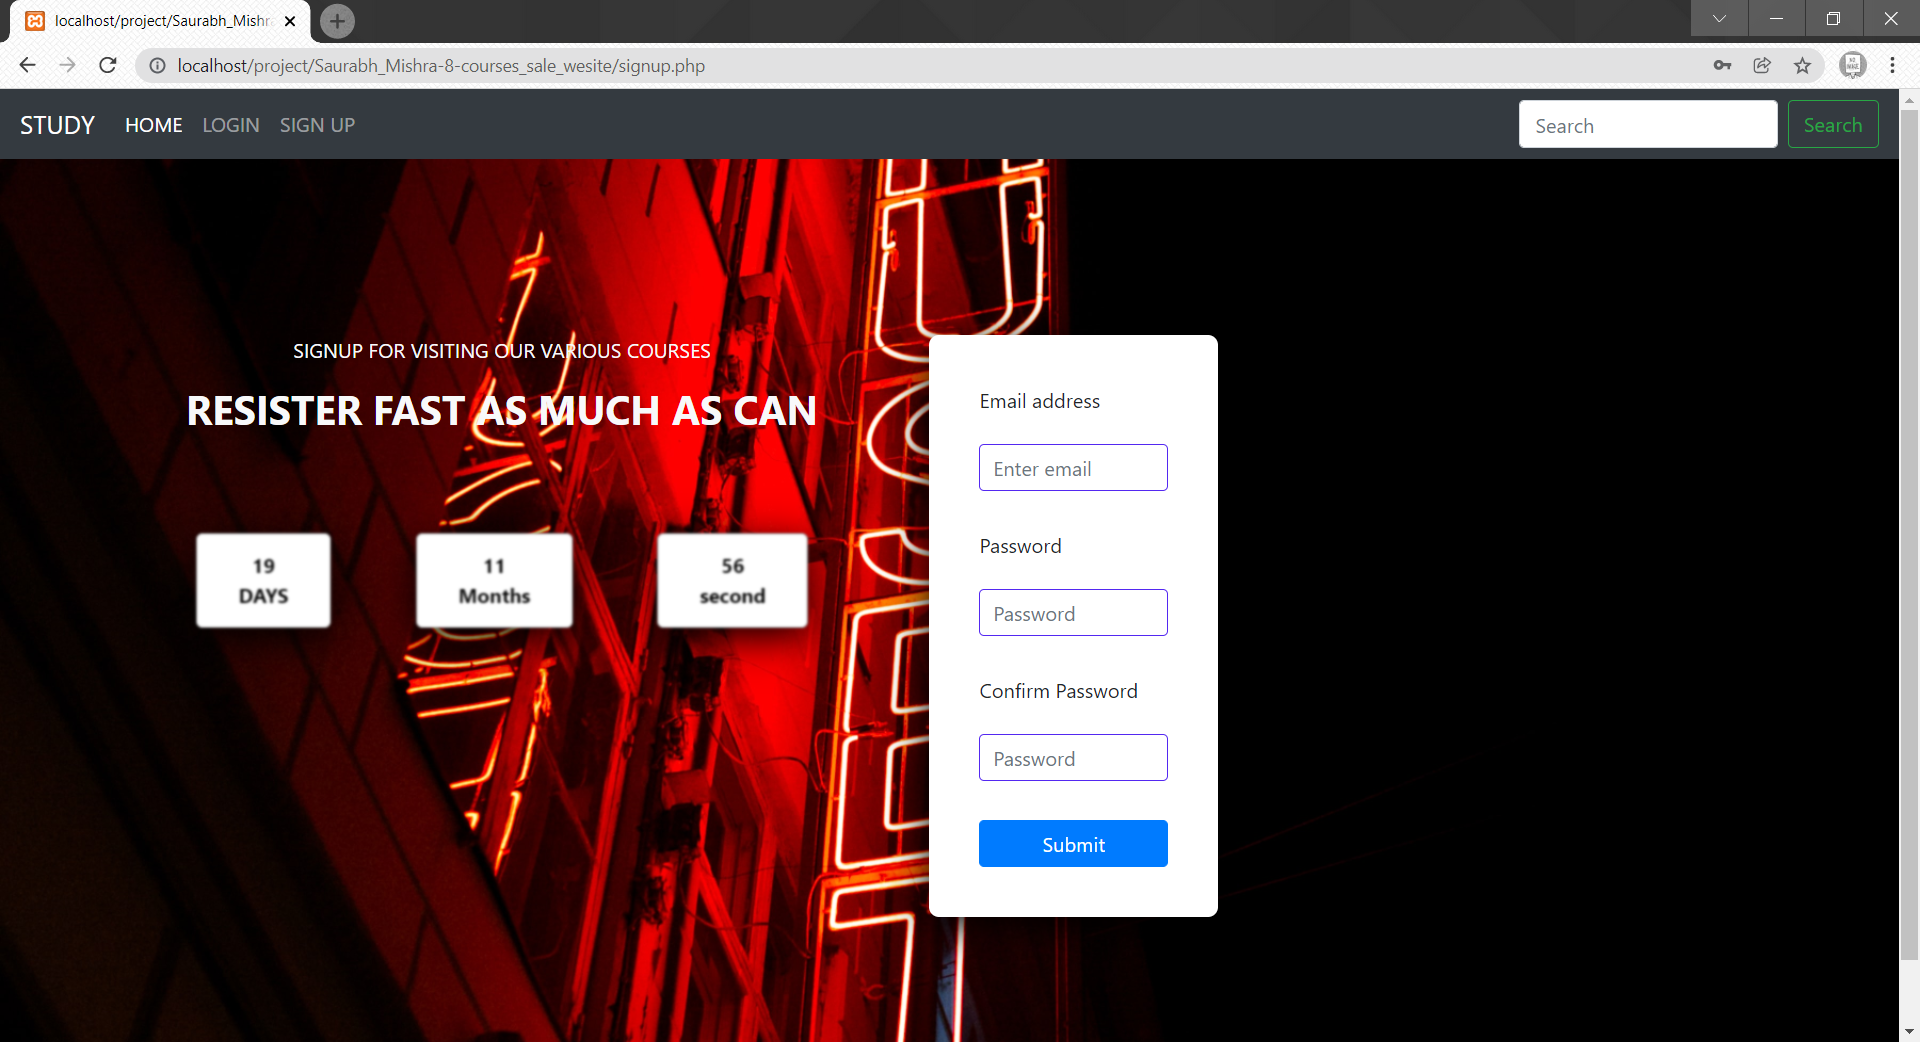 localhost/project/Saurabh_Mishr
localhost/project/Saurabh_Mishra-8-courses_sale_wesite/signup.php
STUDY HOME LOGIN SIGN UP Search Search
SIGNUP FOR VISITING OUR VARIOUS COURSES
RESISTER FAST AS MUCH AS CAN
19
DAYS
11
Months
56
second
Email address
Enter email
Password
Password
Confirm Password
Password
Submit